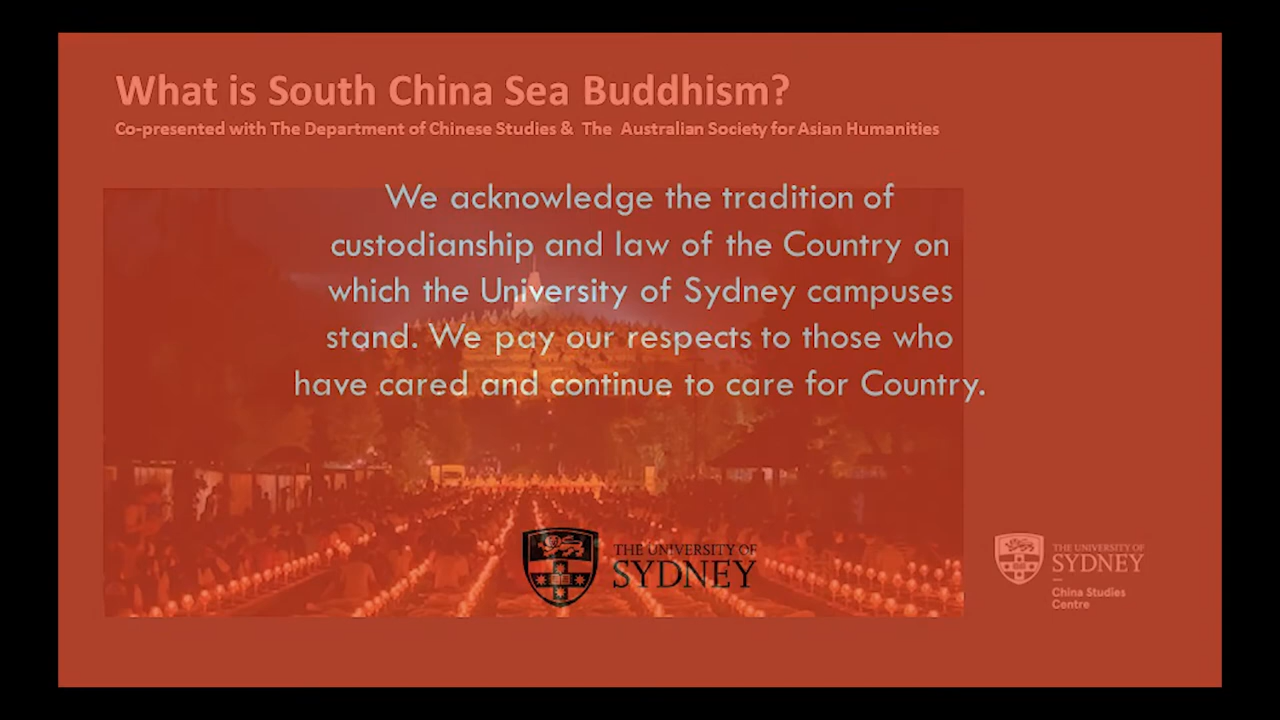 What is South China Sea Buddhism?
Co-presented with The Department of Chinese Studies & The Australian Society for Asian Humanities
We acknowledge the tradition of
custodianship and law of the Country on
which the University of Sydney campuses
stand. We pay our respects to those who
have cared and continue to care for Country.
THE UNIVERSITY OF
SYDNEY
THE UNIVERSITY OF
SYDNEY
China Studies
Centre